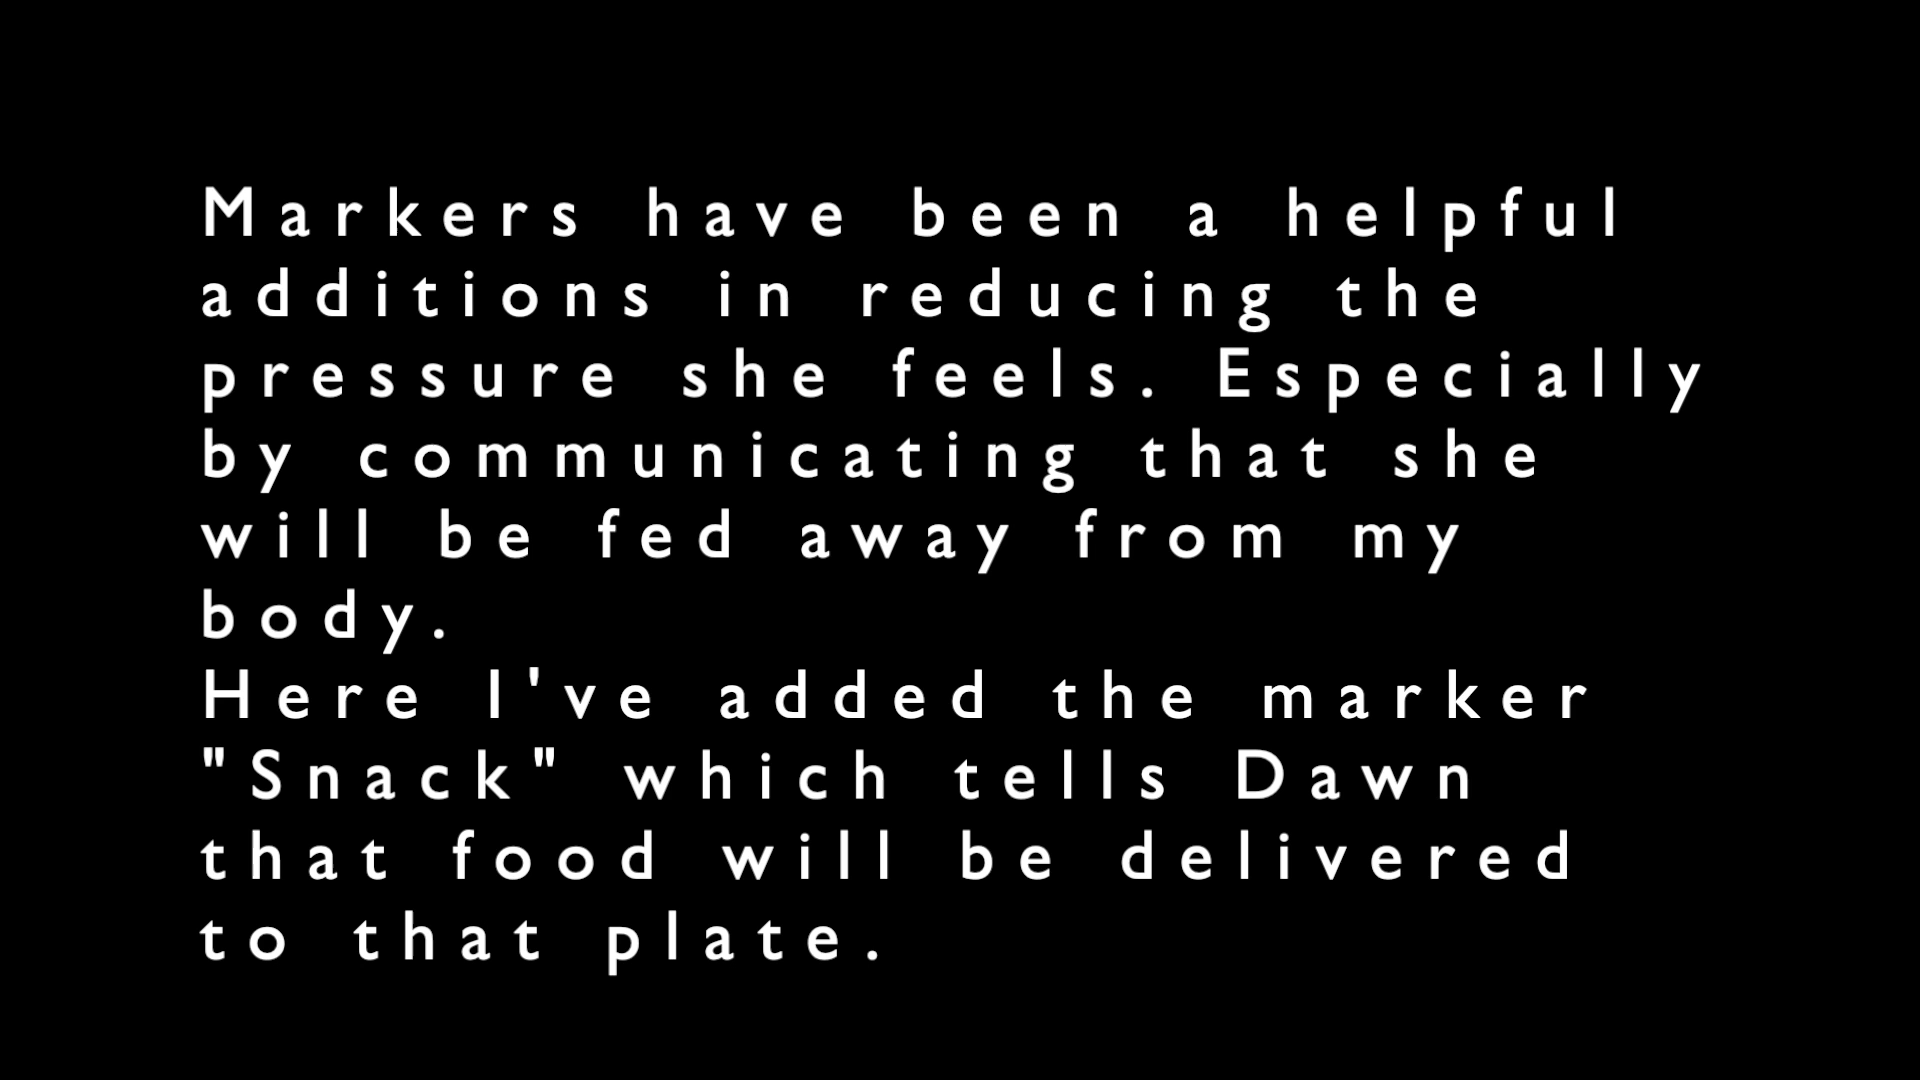 Markers have been a helpful
additions in reducing the
pressure she feels. Especially
by communicating that she
will be fed away from my
body.
Here I've added the marker
"Snack" which tells Dawn
that food will be delivered
to that plate.